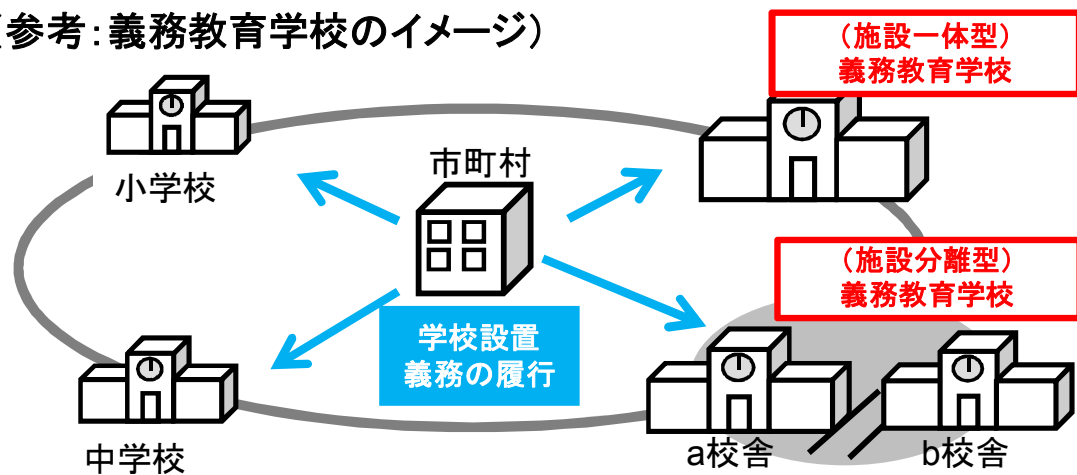 (参考:義務教育学校のイメージ)
(施設一体型)
義務教育学校
市町村
小学校
(施設分離型)
義務教育学校
学校設置
義務の履行
中学校
a校舎
b校舎